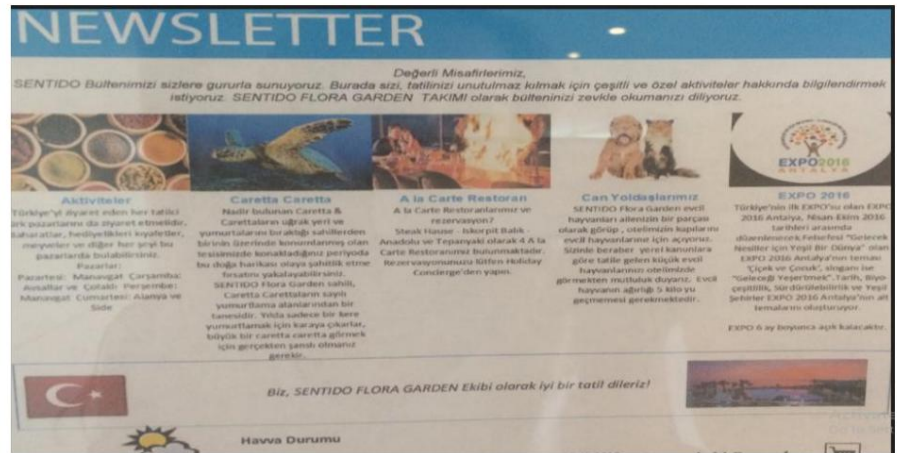 NEWSLETTER
Değerli Misafirlerimiz,
SENTIDO Bültenimizi sizlere gururla sunuyoruz. Burada sizi, tatilinizi unutulmaz kılmak için çeşitli ve özel aktiviteler hakkında bilgilendirmek
istiyoruz. SENTIDO FLORA GARDEN TAKIMI olarak bülteninizi zevkle okumanızı diliyoruz.
Aktiviteler
Türkiye'yi ziyaret eden her tatilci
pazarlarını da ziyaret etmelidir.
Baharatlar, hediyelikleri kıyafetler,
meyveler ve diğer her şeyi bu
pazarlarda bulabilirsiniz.
Pazarlar:
Pazartesi: Manavgat Çarşamba:
Avsallar ve Çolaklı Perşembe:
Manavgat Cumartesi: Alanya ve
Side
Caretta Caretta
Nadir bulunan Caretta &
Carettaların uğrak yeri ve
yumurtalarını bıraktığı sahillerden
birinin üzerinde konumlanmış olan
tesisimizde konakladığınız periyoda
bu doğa harikası olaya şahitlik etme
fırsatını yakalayabilirsiniz.
SENTIDO Flora Garden sahili,
Caretta Carettaların sayılı
yumurtlama alanlarından bir
tanesidir. Yılda sadece bir kere
yumurtlamak için karaya çıkarlar,
büyük bir caretta caretta görmek
için gerçekten şanslı olmanız
gerekir.
A la Carte Restoran
A la Carte Restoranlarımız ve
rezervasyon?
Steak House - Iskorpit Balık -
Anadolu ve Tepanyaki olarak 4 A la
Carte Restoranımız bulunmaktadır.
Rezervasyonunuzu lütfen Holiday
Concierge'den yapın.
Can Yoldaşlarımız
SENTIDO Flora Garden evcil
hayvanları ailenizin bir parçası
olarak görüp , otelimizin kapılarını
evcil hayvanlarınız için açıyoruz.
Sizinle beraber yerel kanunlara
göre tatile gelen küçük evcil
hayvanlarınızın otelimizde
görmekten mutluluk duyarız. Evcil
hayvanın ağırlığı 5 kilo yu
geçmemesi gerekmektedir.
EXPO2016
ANTALYA
EXPO 2016
Türkiye'nin ilk EXPO'su olan EXPO
2016 Antalya, Nisan Ekim 2016
tarihleri arasında
düzenlenecek. "Gelecek
Nesiller için Yeşil Bir Dünya" olan
EXPO 2016 Antalya'nın teması
'Çiçek ve Çocuk', sloganı ise
"Geleceği Yeşertmek". Tarih, Biyo-
çeşitlilik, Sürdürülebilirlik ve Yeşil
Şehirler EXPO 2016 Antalya'nın alt
temalarını oluşturuyor.
EXPO 6 ay boyunca açık kalacaktır.
Biz, SENTIDO FLORA GARDEN Ekibi olarak iyi bir tatil dileriz!
Havva Durumu